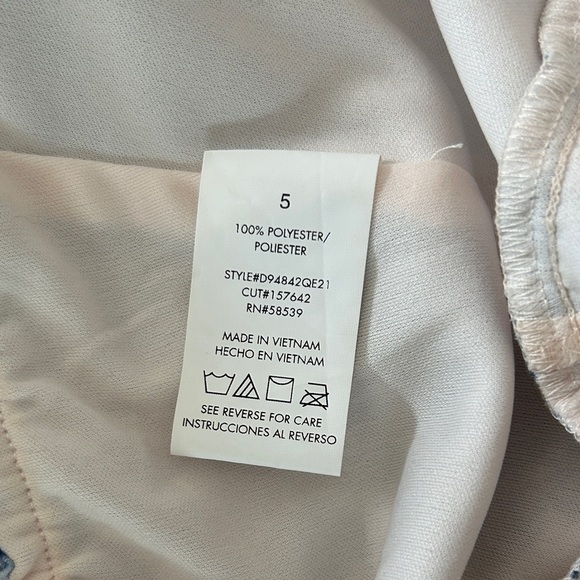 5
100% POLYESTER/
POLIESTER
STYLE#D94842QE21
CUT#157642
RN#58539
MADE IN VIETNAM
HECHO EN VIETNAM
SEE REVERSE FOR CARE
INSTRUCCIONES AL REVERSO